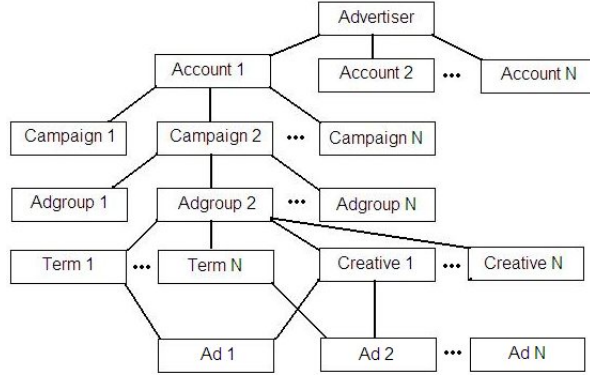 Advertiser
Account 1 Account 2 ••• Account N
Campaign 1 Campaign 2 ••• Campaign N
Adgroup 1 Adgroup 2 ••• Adgroup N
Term 1 ••• Term N Creative 1 ••• Creative N
Ad 1 Ad 2 ••• Ad N